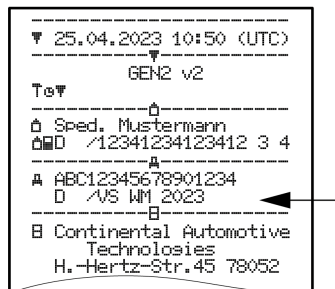 ▼ 25.04.2023 10:50 (UTC)
GEN2 v2
T⊙▼
Sped. Mustermann
D /12341234123412 3 4
A ABC12345678901234
D /VS WM 2023
B Continental Automotive
Technologies
H.-Hertz-Str.45 78052